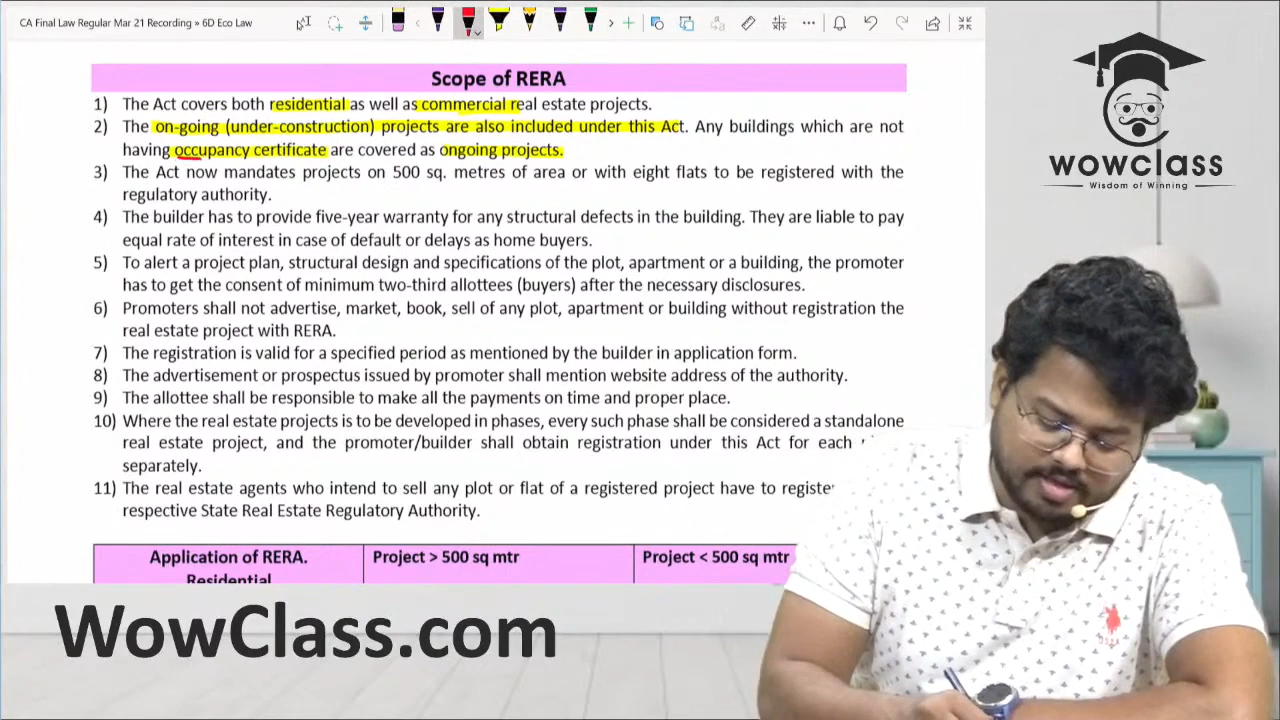 CA Final Law Regular Mar 21 Recording » 6D Eco Law
Scope of RERA
1) The Act covers both residential as well as commercial real estate projects.
2) The on-going (under-construction) projects are also included under this Act. Any buildings which are not
having occupancy certificate are covered as ongoing projects.
3) The Act now mandates projects on 500 sq. metres of area or with eight flats to be registered with the
regulatory authority.
4) The builder has to provide five-year warranty for any structural defects in the building. They are liable to pay
equal rate of interest in case of default or delays as home buyers.
5) To alert a project plan, structural design and specifications of the plot, apartment or a building, the promoter
has to get the consent of minimum two-third allottees (buyers) after the necessary disclosures.
6) Promoters shall not advertise, market, book, sell of any plot, apartment or building without registration the
real estate project with RERA.
7) The registration is valid for a specified period as mentioned by the builder in application form.
8) The advertisement or prospectus issued by promoter shall mention website address of the authority.
9) The allottee shall be responsible to make all the payments on time and proper place.
10) Where the real estate projects is to be developed in phases, every such phase shall be considered a standalone
real estate project, and the promoter/builder shall obtain registration under this Act for each
separately.
11) The real estate agents who intend to sell any plot or flat of a registered project have to register
respective State Real Estate Regulatory Authority.
Application of RERA. Project > 500 sq mtr Project < 500 sq mtr
Residential
wowclass
Wisdom of Winning
WowClass.com